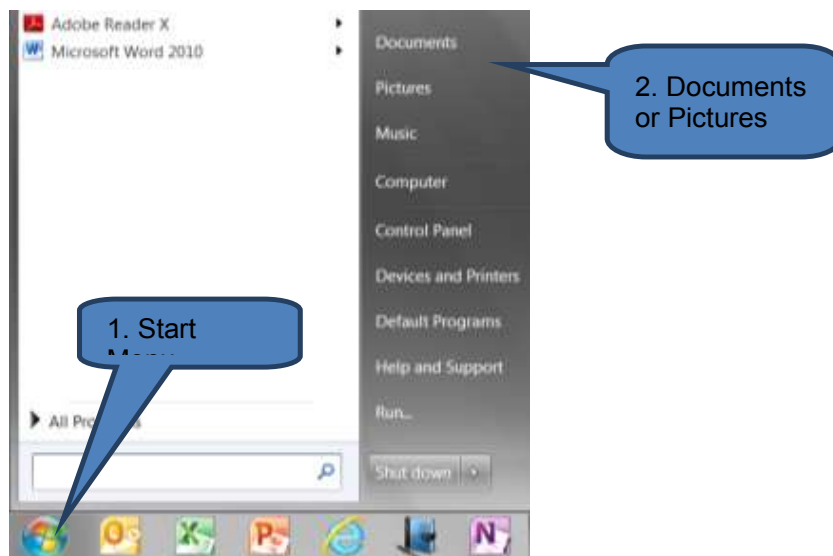 Adobe Reader X
Microsoft Word 2010
Documents
Pictures
Music
Computer
Control Panel
Devices and Printers
Default Programs
Help and Support
Run...
Shut down
2. Documents
or Pictures
1. Start
All